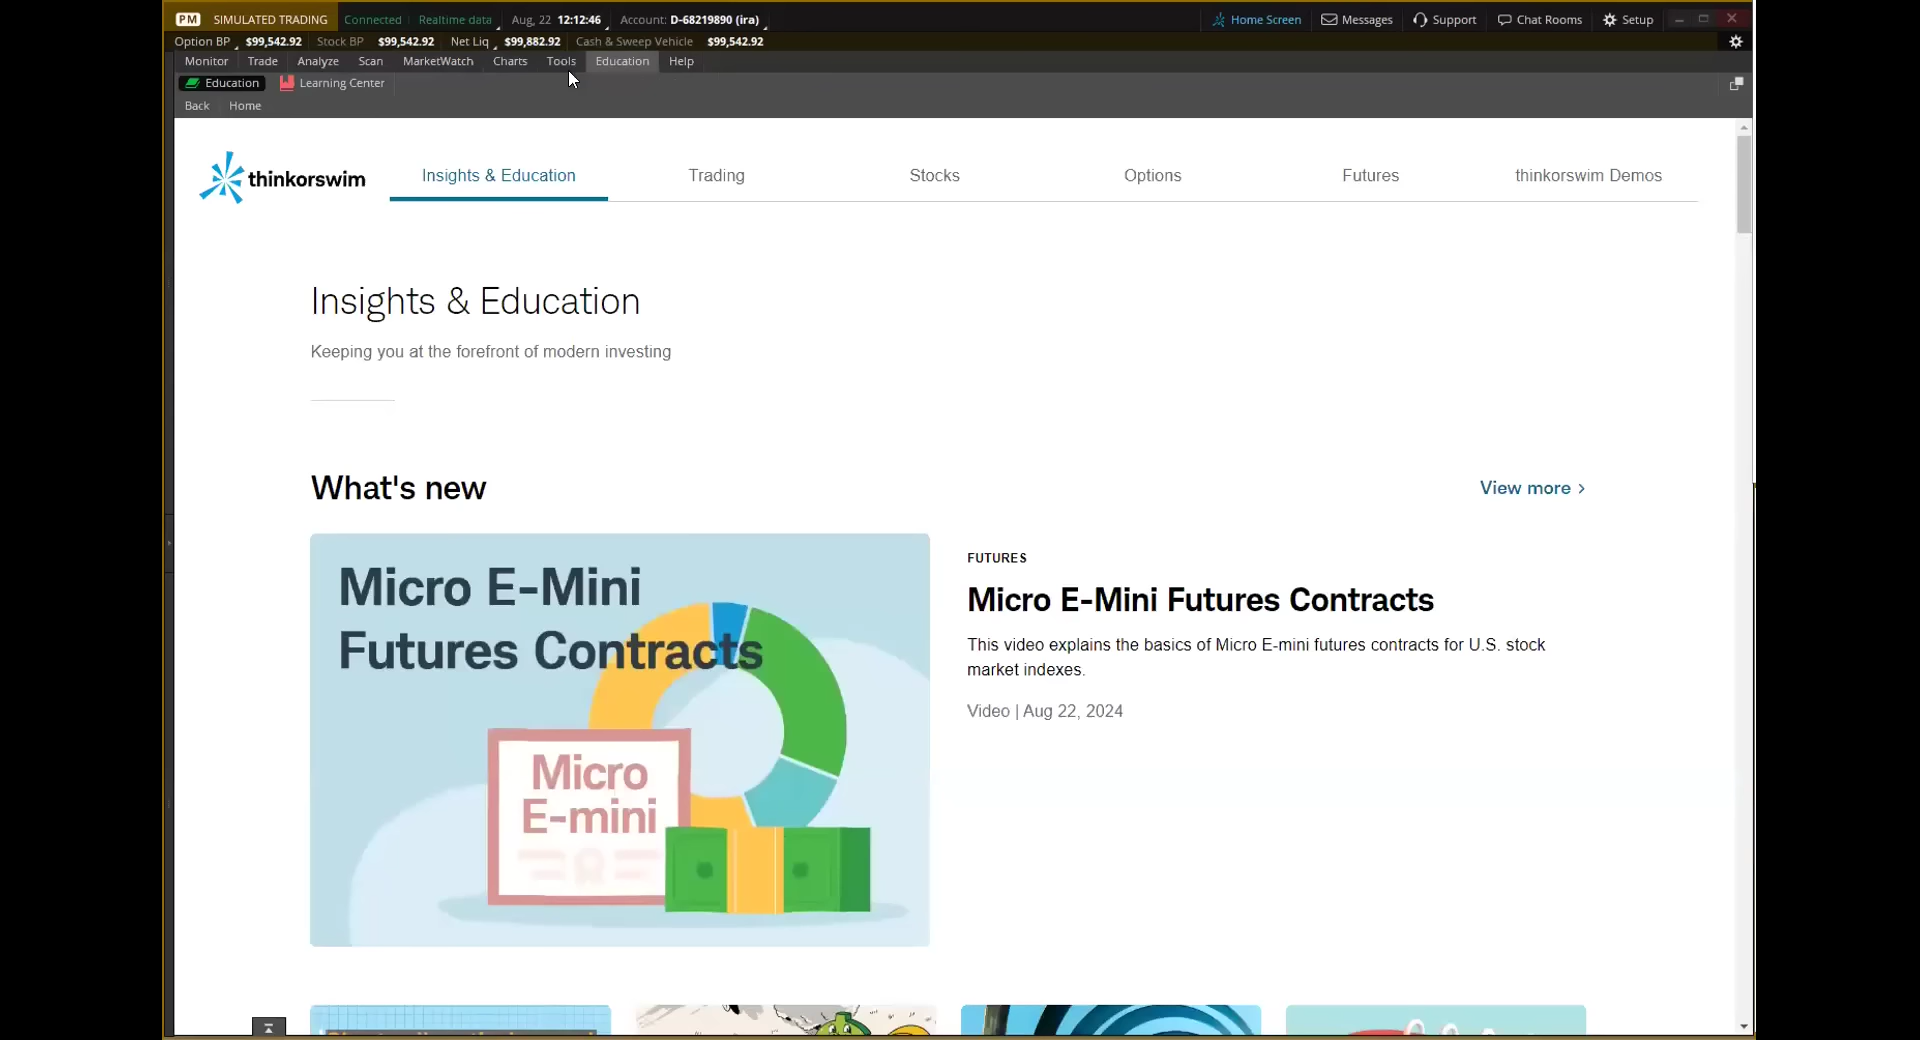 PM SIMULATED TRADING Connected Realtime data Aug, 22 12:12:46 Account: D-68219890 (ira) Home Screen Messages Support Chat Rooms Setup
Option BP $99,542.92 Stock BP $99,542.92 Net Liq $99,882.92 Cash & Sweep Vehicle $99,542.92
Monitor Trade Analyze Scan MarketWatch Charts Tools Education Help
Education Learning Center
Back Home
thinkorswim Insights & Education Trading Stocks Options Futures thinkorswim Demos
Insights & Education
Keeping you at the forefront of modern investing
What's new
View more >
Micro E-Mini
Futures Contracts
Micro
E-mini
FUTURES
Micro E-Mini Futures Contracts
This video explains the basics of Micro E-mini futures contracts for U.S. stock
market indexes.
Video | Aug 22, 2024